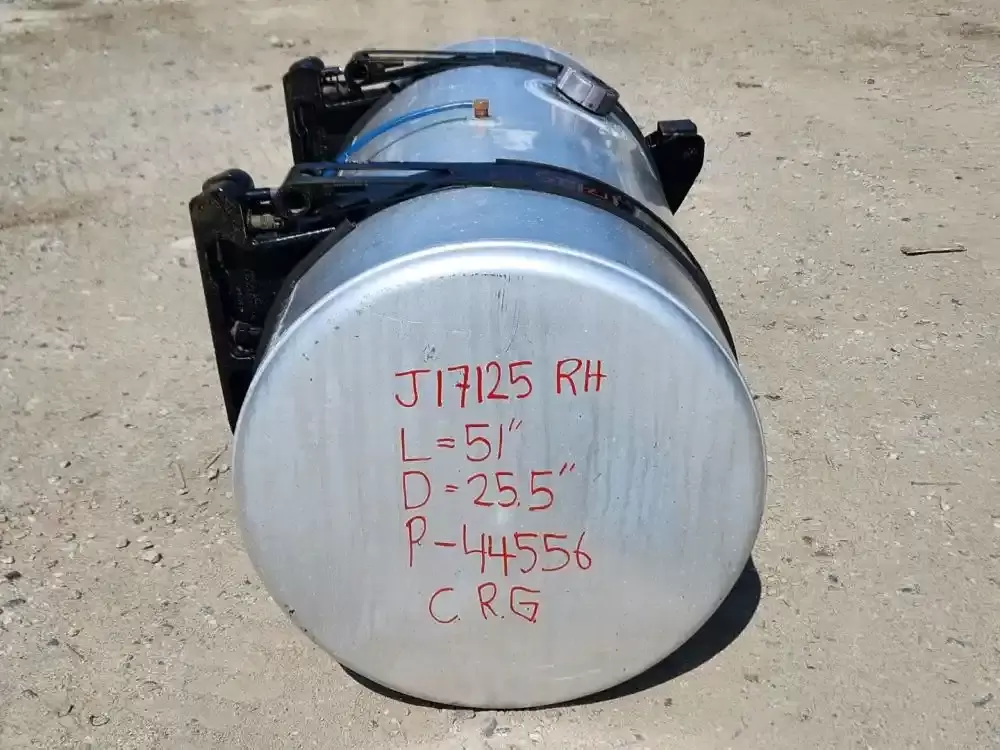 J17125 RH
L=51"
D=25.5"
P-44556
C.R.G.